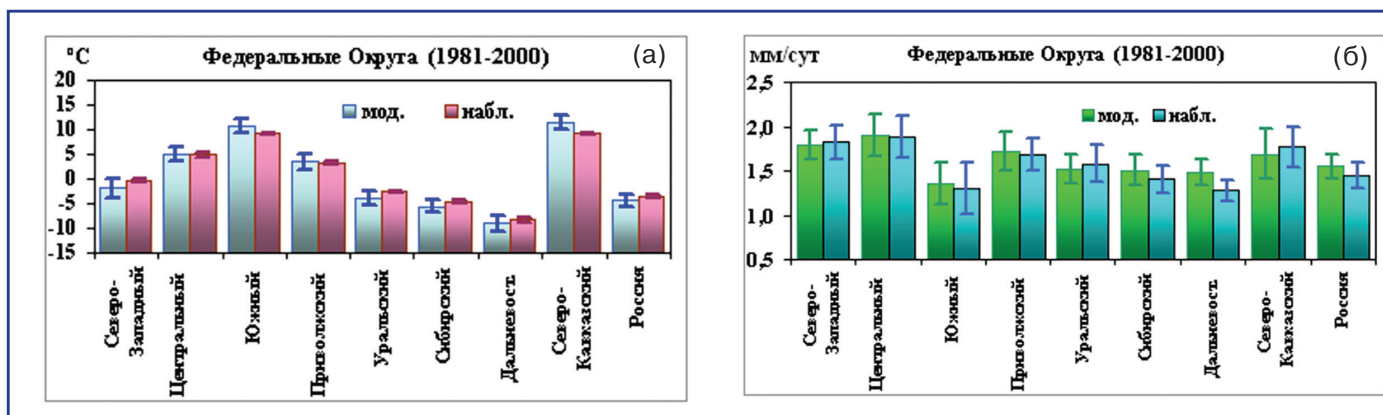 °C
Федеральные Округа (1981-2000)
(а)
20
15
10
5
0
-5
-10
-15
мод.
набл.
Северо-
Западный
Центральный
Южный
Приволжский
Уральский
Сибирский
Дальневост.
Северо-
Кавказский
Россия
мм/сут
Федеральные Округа (1981-2000)
(б)
2,5
2,0
1,5
1,0
0,5
мод.
набл.
Северо-
Западный
Центральный
Южный
Приволжский
Уральский
Сибирский
Дальневост.
Северо-
Кавказский
Россия